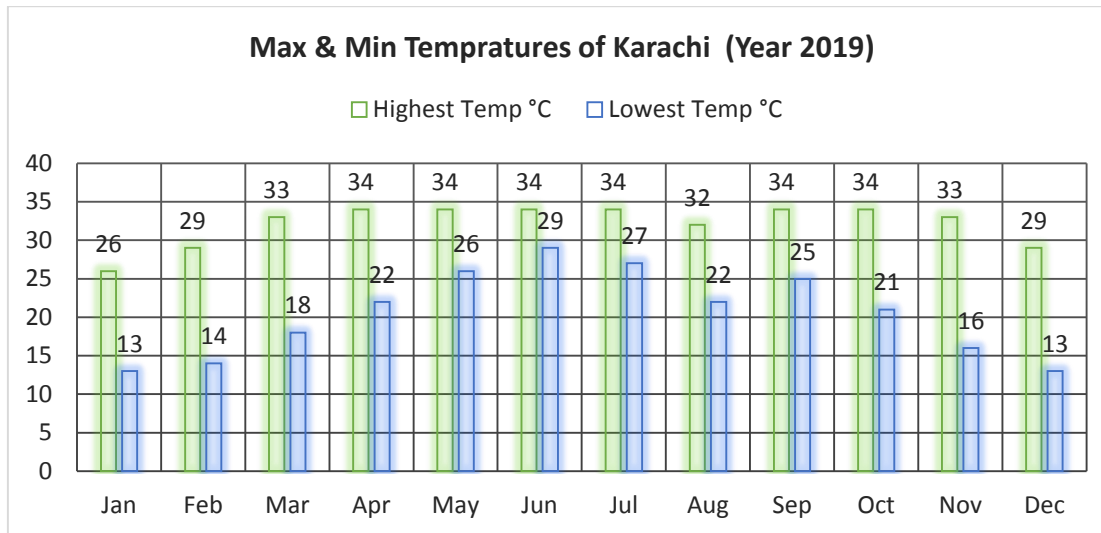 Max & Min Tempratures of Karachi (Year 2019)
Highest Temp °C Lowest Temp °C
40
35
30
25
20
15
10
5
0
26 29 33 34 34 34 34 32 34 34 33 29
13 14 18 22 26 29 27 22 25 21 16 13
Jan Feb Mar Apr May Jun Jul Aug Sep Oct Nov Dec